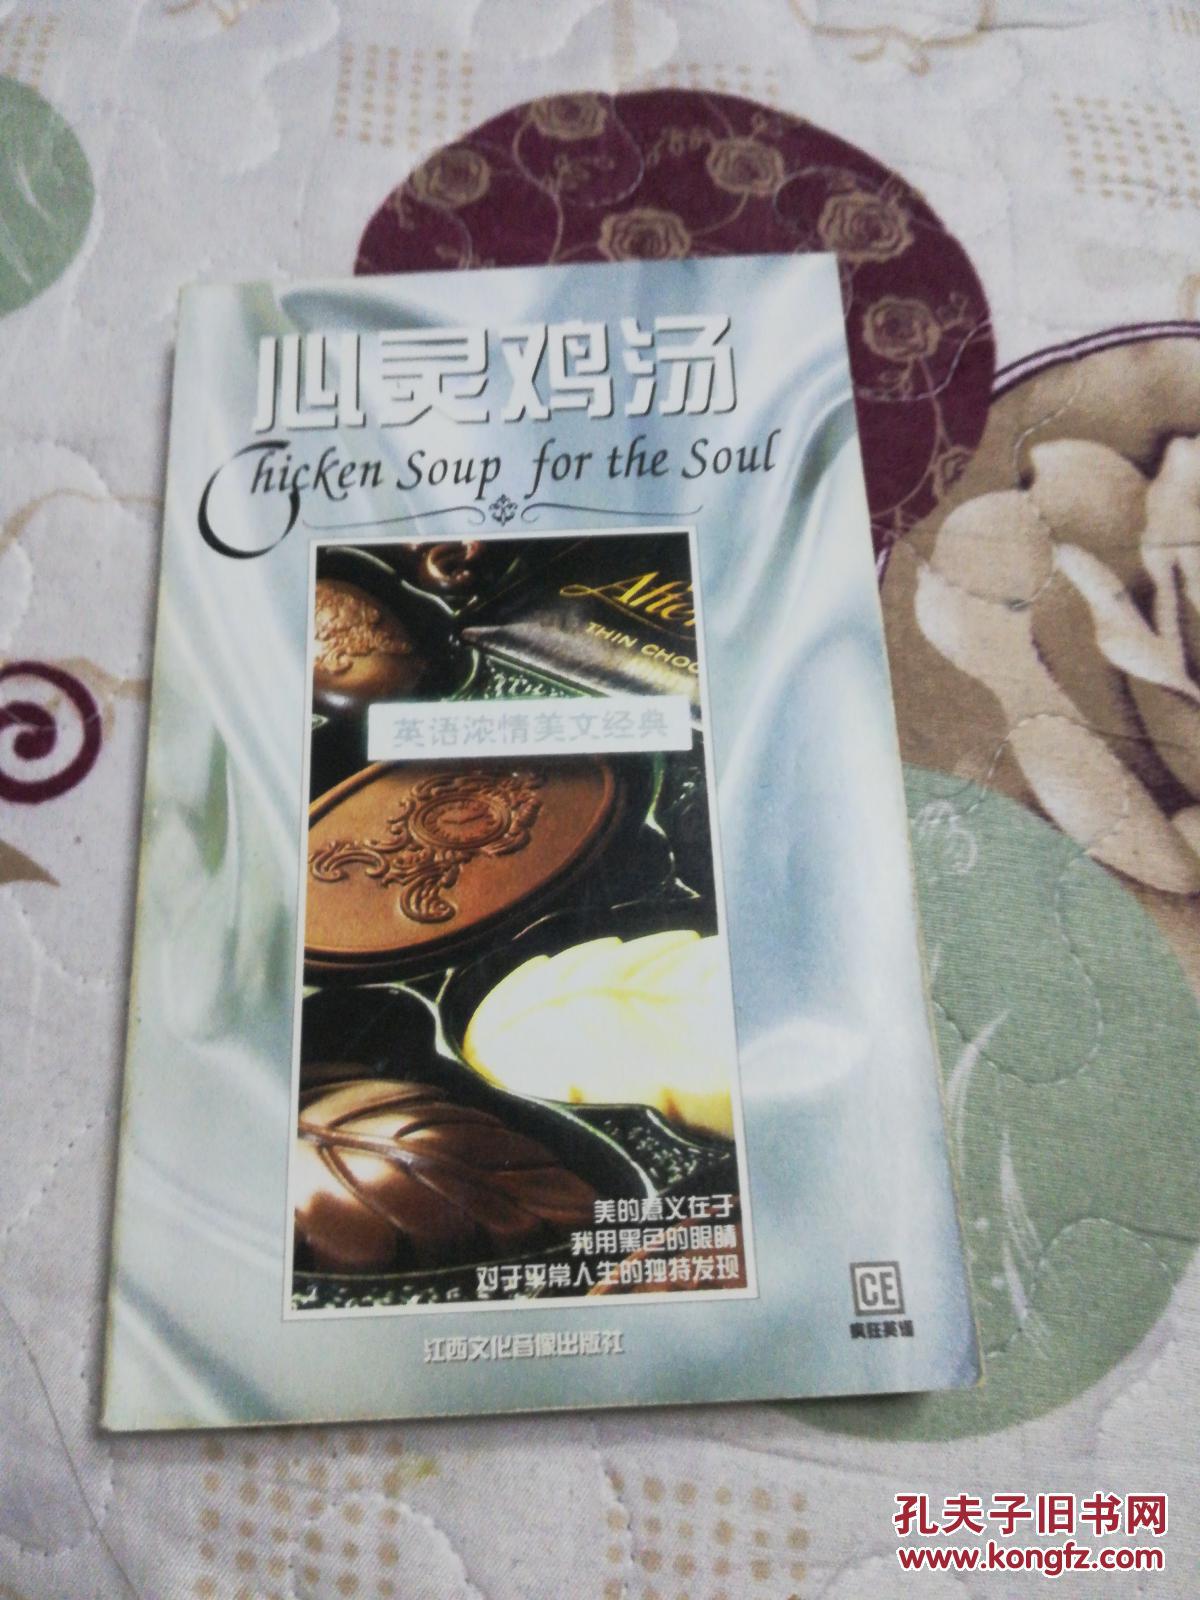 心灵鸡汤
Chicken Soup for the Soul
After
THIN CHOC
英语浓情美文经典
美的意义在于
我用黑色的眼睛
对于平常人生的独特发现
CE
疯狂英语
江西文化音像出版社
孔夫子旧书网
www.kongfz.com